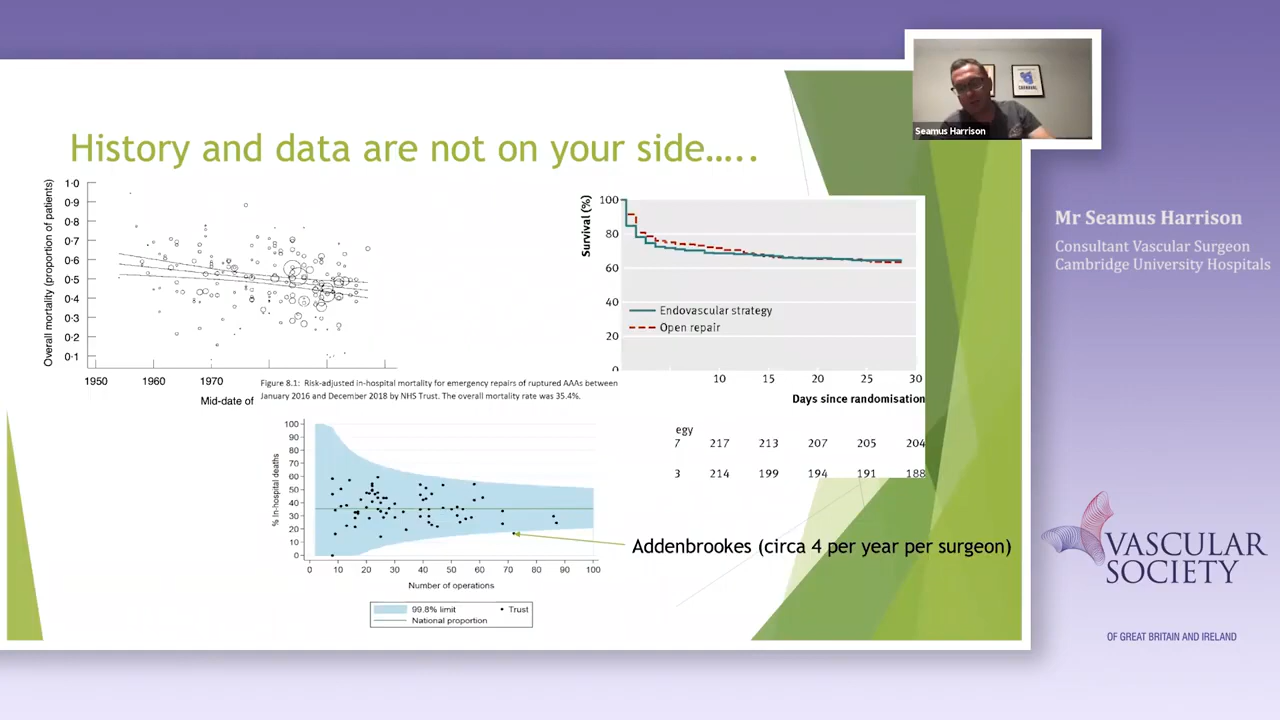 History and data are not on your side…..
Seamus Harrison
CARNAVAL
Mr Seamus Harrison
Consultant Vascular Surgeon
Cambridge University Hospitals
Overall mortality (proportion of patients)
1·0
0·9
0·8
0·7
0·6
0·5
0·4
0·3
0·2
0·1
1950 1960 1970
Mid-date of
Survival (%)
100
80
60
40
20
0
Endovascular strategy
Open repair
10 15 20 25 30
Days since randomisation
egy
7 217 213 207 205 204
3 214 199 194 191 188
Figure 8.1: Risk-adjusted in-hospital mortality for emergency repairs of ruptured AAAs between
January 2016 and December 2018 by NHS Trust. The overall mortality rate was 35.4%.
% In-hospital deaths
100
90
80
70
60
50
40
30
20
10
0
0 10 20 30 40 50 60 70 80 90 100
Number of operations
99.8% limit Trust
National proportion
Addenbrookes (circa 4 per year per surgeon)
VASCULAR
SOCIETY
OF GREAT BRITAIN AND IRELAND